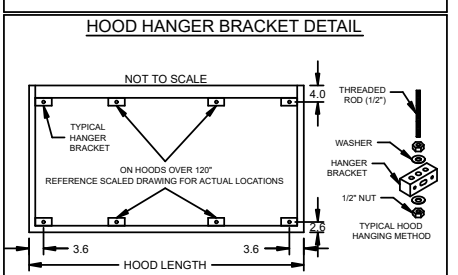 HOOD HANGER BRACKET DETAIL
NOT TO SCALE
4.0
TYPICAL
HANGER
BRACKET
ON HOODS OVER 120"
REFERENCE SCALED DRAWING FOR ACTUAL LOCATIONS
2.6
3.6
3.6
HOOD LENGTH
THREADED
ROD (1/2")
WASHER
HANGER
BRACKET
1/2" NUT
TYPICAL HOOD
HANGING METHOD